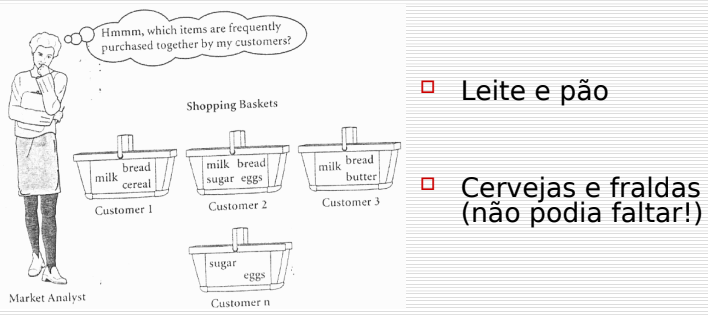 Hmmm, which items are frequently
purchased together by my customers?
Shopping Baskets
bread
milk
cereal
Customer 1
milk bread
sugar eggs
Customer 2
bread
milk
butter
Customer 3
sugar
eggs
Customer n
Market Analyst
Leite e pão
Cervejas e fraldas
(não podia faltar!)